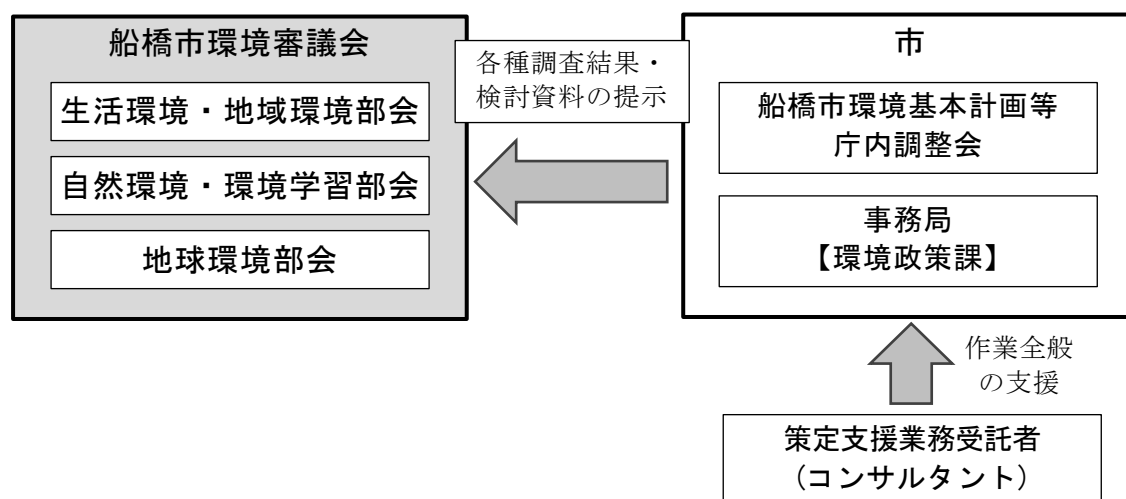 船橋市環境審議会
生活環境・地域環境部会
自然環境・環境学習部会
地球環境部会
各種調査結果・
検討資料の提示
市
船橋市環境基本計画等
庁内調整会
事務局
【環境政策課】
作業全般
の支援
策定支援業務受託者
(コンサルタント)